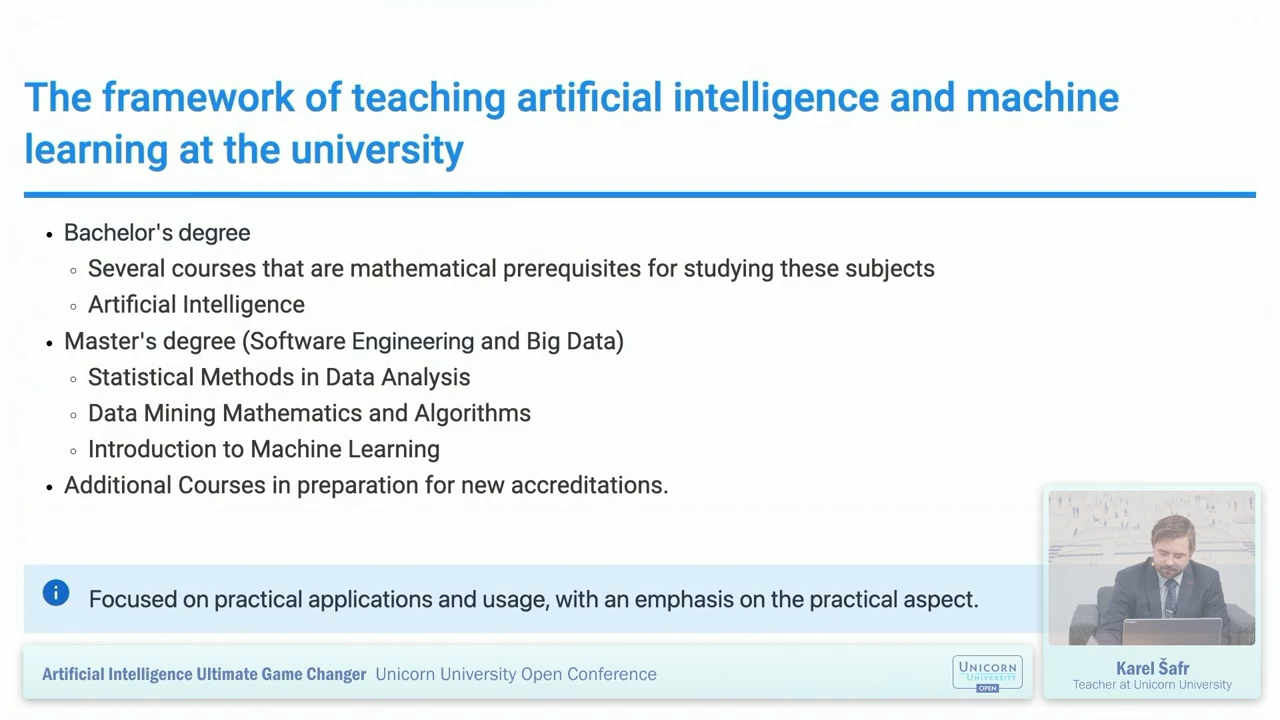 The framework of teaching artificial intelligence and machine
learning at the university
• Bachelor's degree
◦ Several courses that are mathematical prerequisites for studying these subjects
◦ Artificial Intelligence
• Master's degree (Software Engineering and Big Data)
◦ Statistical Methods in Data Analysis
◦ Data Mining Mathematics and Algorithms
◦ Introduction to Machine Learning
• Additional Courses in preparation for new accreditations.
i Focused on practical applications and usage, with an emphasis on the practical aspect.
Artificial Intelligence Ultimate Game Changer Unicorn University Open Conference
UNICORN
UNIVERSITY
OPEN
Karel Šafr
Teacher at Unicorn University